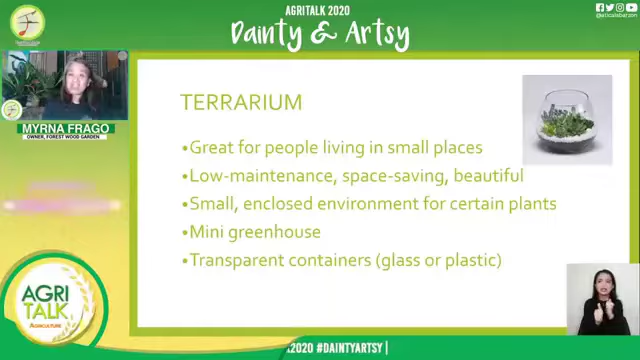 AGRITALK 2020
Dainty & Artsy
MYRNA FRAGO
OWNER, FOREST WOOD GARDEN
TERRARIUM
•Great for people living in small places
•Low-maintenance, space-saving, beautiful
•Small, enclosed environment for certain plants
•Mini greenhouse
•Transparent containers (glass or plastic)
AGRI
TALK
AGRICULTURE
2020 #DAINTYARTSY |